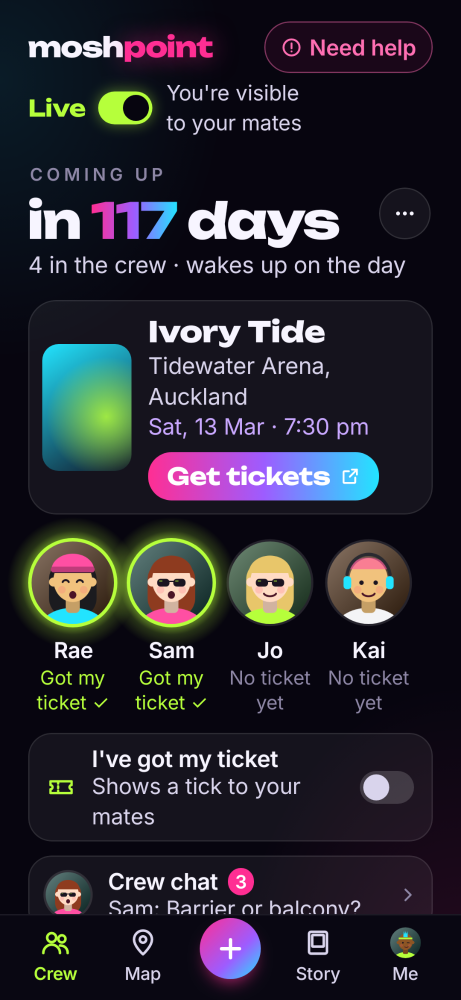 moshpoint
Need help
Live
You're visible
to your mates
COMING UP
in 117 days
4 in the crew · wakes up on the day
Ivory Tide
Tidewater Arena,
Auckland
Sat, 13 Mar · 7:30 pm
Get tickets
Rae
Sam
Jo
Kai
Got my
ticket ✓
Got my
ticket ✓
No ticket
yet
No ticket
yet
I've got my ticket
Shows a tick to your
mates
Crew chat 3
Sam: Barrier or balcony?
Crew
Map
Story
Me